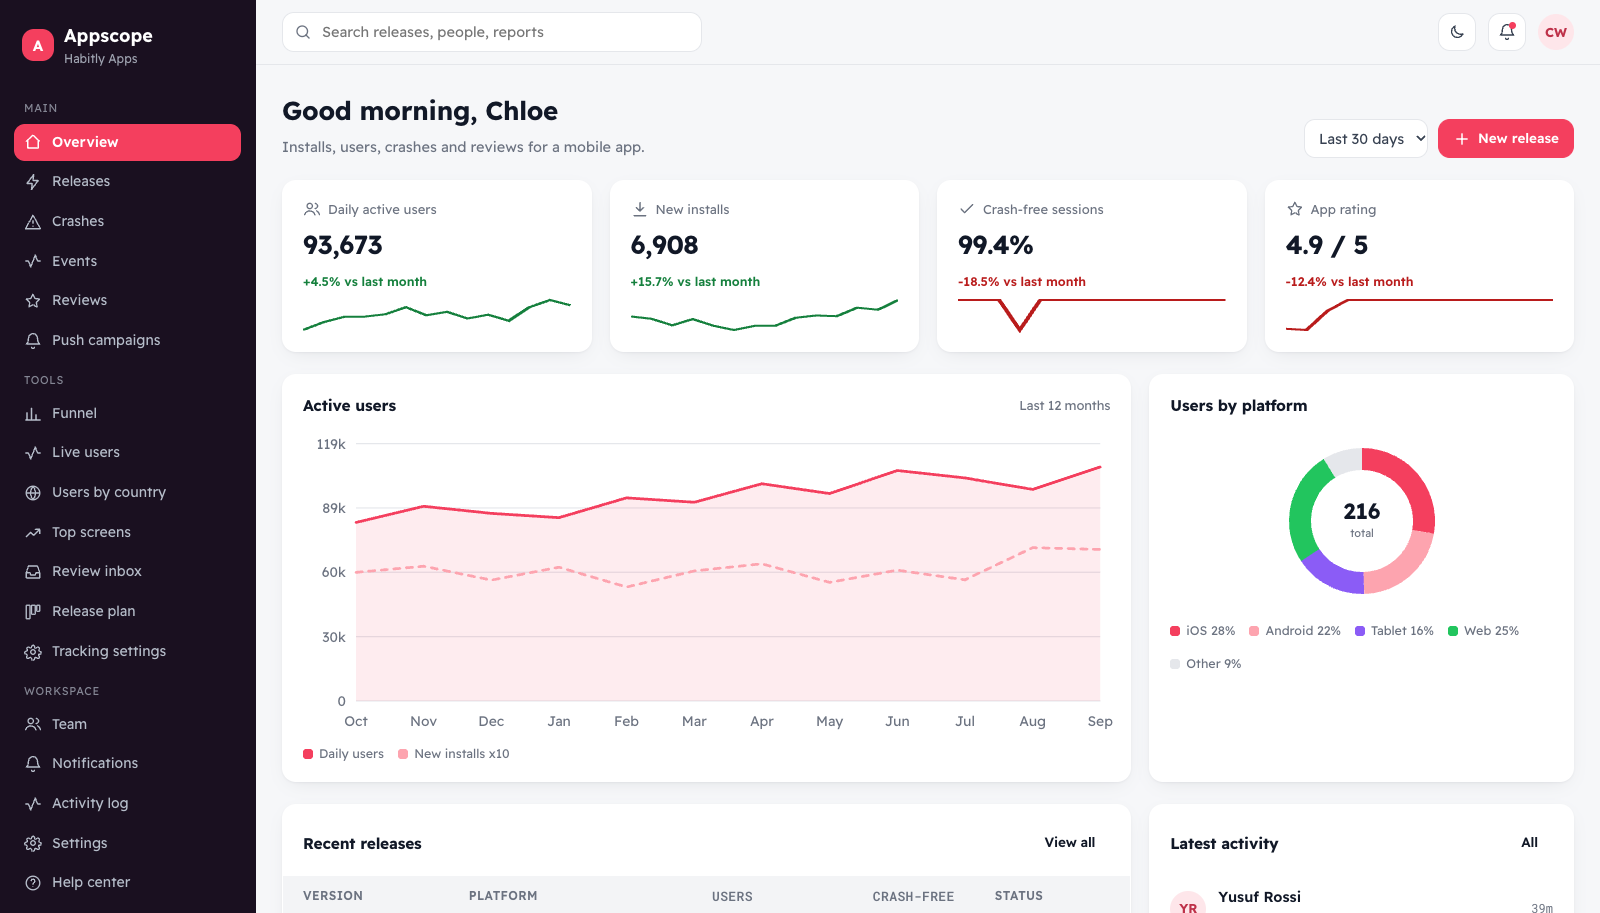 A
Appscope
Habitly Apps
MAIN
Overview
Releases
Crashes
Events
Reviews
Push campaigns
TOOLS
Funnel
Live users
Users by country
Top screens
Review inbox
Release plan
Tracking settings
WORKSPACE
Team
Notifications
Activity log
Settings
Help center
Search releases, people, reports
CW
Good morning, Chloe
Installs, users, crashes and reviews for a mobile app.
Last 30 days
New release
Daily active users
93,673
+4.5% vs last month
New installs
6,908
+15.7% vs last month
Crash-free sessions
99.4%
-18.5% vs last month
App rating
4.9 / 5
-12.4% vs last month
Active users
Last 12 months
119k
89k
60k
30k
0
Oct Nov Dec Jan Feb Mar Apr May Jun Jul Aug Sep
Daily users New installs x10
Users by platform
216
total
iOS 28% Android 22% Tablet 16% Web 25%
Other 9%
Recent releases
View all
VERSION PLATFORM USERS CRASH-FREE STATUS
Latest activity
All
YR
Yusuf Rossi
39m